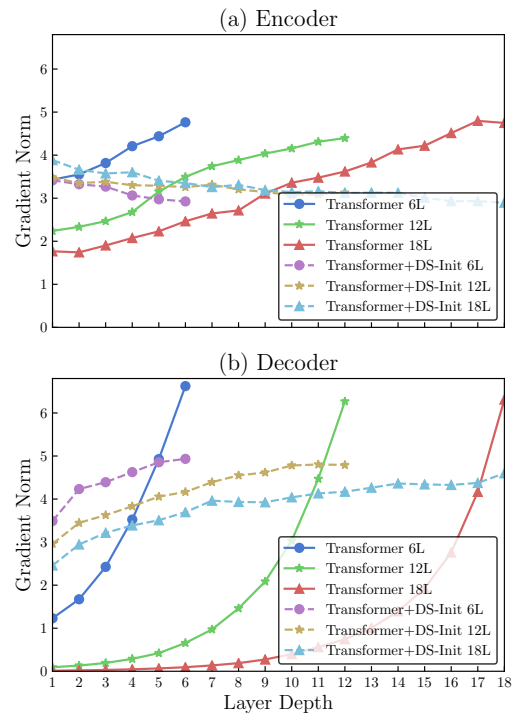 (a) Encoder
Gradient Norm
6
5
4
3
2
1
0
Transformer 6L
Transformer 12L
Transformer 18L
Transformer+DS-Init 6L
Transformer+DS-Init 12L
Transformer+DS-Init 18L
(b) Decoder
Gradient Norm
6
5
4
3
2
1
0
Transformer 6L
Transformer 12L
Transformer 18L
Transformer+DS-Init 6L
Transformer+DS-Init 12L
Transformer+DS-Init 18L
1 2 3 4 5 6 7 8 9 10 11 12 13 14 15 16 17 18
Layer Depth